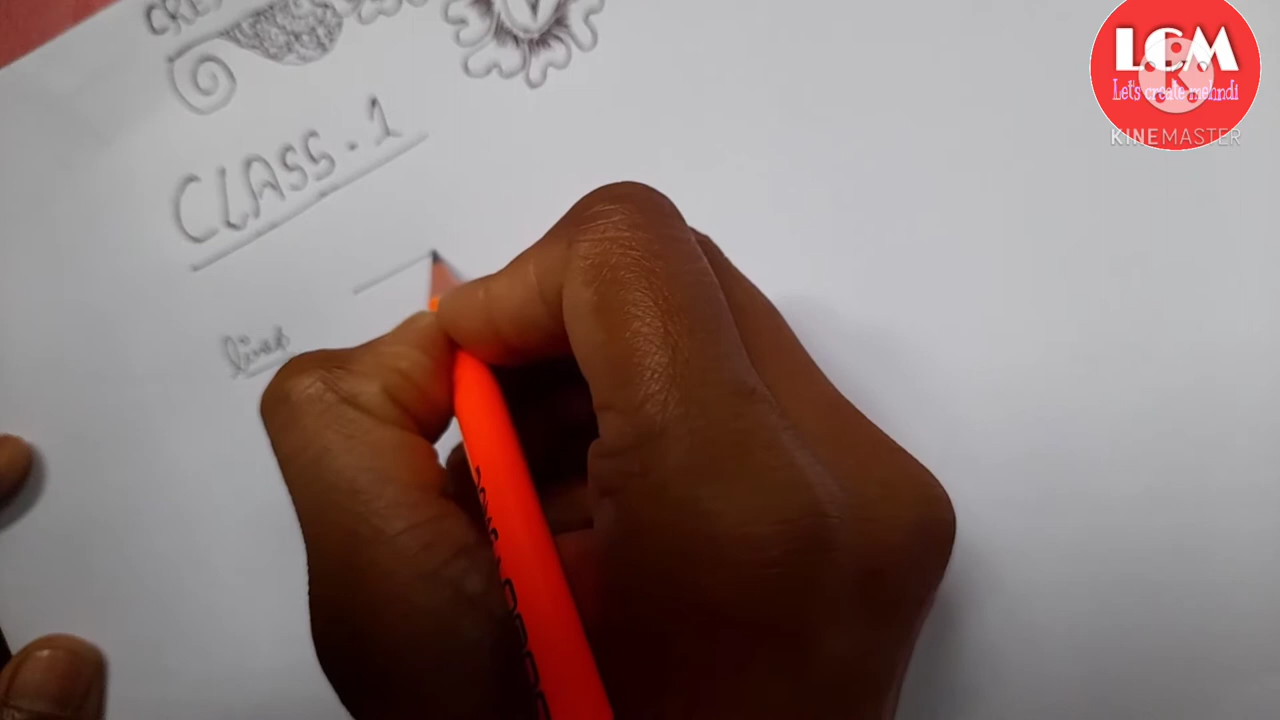 CLASS - 1
lines
LCM
Let's create mehndi
KINEMASTER